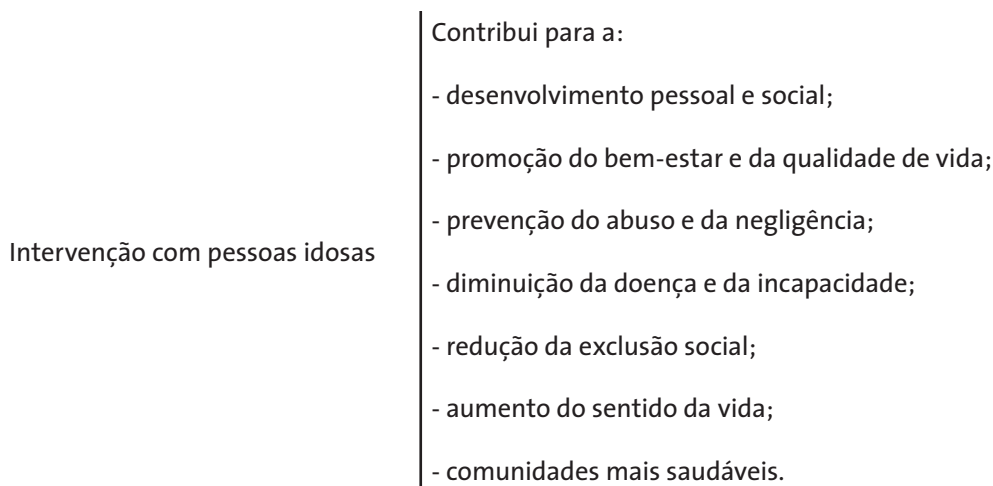 Intervenção com pessoas idosas
Contribui para a:
- desenvolvimento pessoal e social;
- promoção do bem-estar e da qualidade de vida;
- prevenção do abuso e da negligência;
- diminuição da doença e da incapacidade;
- redução da exclusão social;
- aumento do sentido da vida;
- comunidades mais saudáveis.